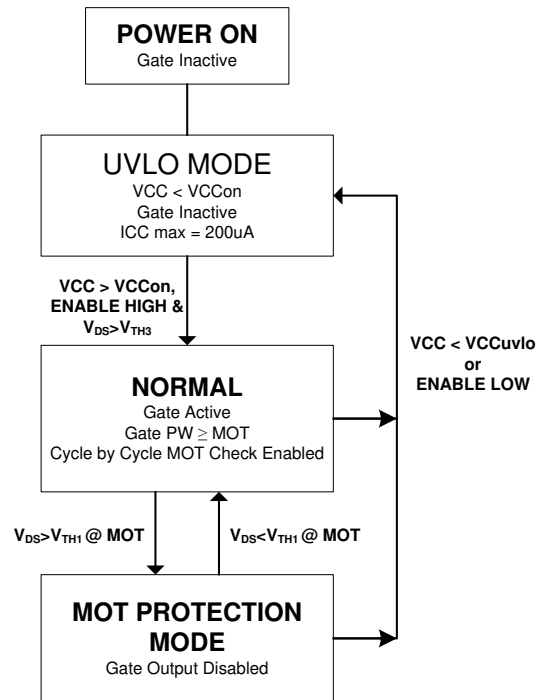 POWER ON
Gate Inactive
UVLO MODE
VCC < VCCon
Gate Inactive
ICC max = 200uA
VCC > VCCon,
ENABLE HIGH &
VDS>VTH3
VCC < VCCuvlo
or
ENABLE LOW
NORMAL
Gate Active
Gate PW ≥ MOT
Cycle by Cycle MOT Check Enabled
VDS>VTH1 @ MOT
VDS<VTH1 @ MOT
MOT PROTECTION
MODE
Gate Output Disabled